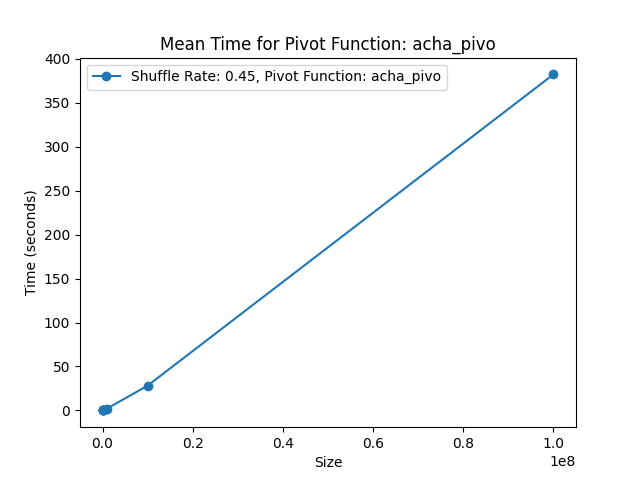 Mean Time for Pivot Function: acha_pivo
Shuffle Rate: 0.45, Pivot Function: acha_pivo
400
350
300
250
200
150
100
50
0
Time (seconds)
0.0 0.2 0.4 0.6 0.8 1.0
1e8
Size